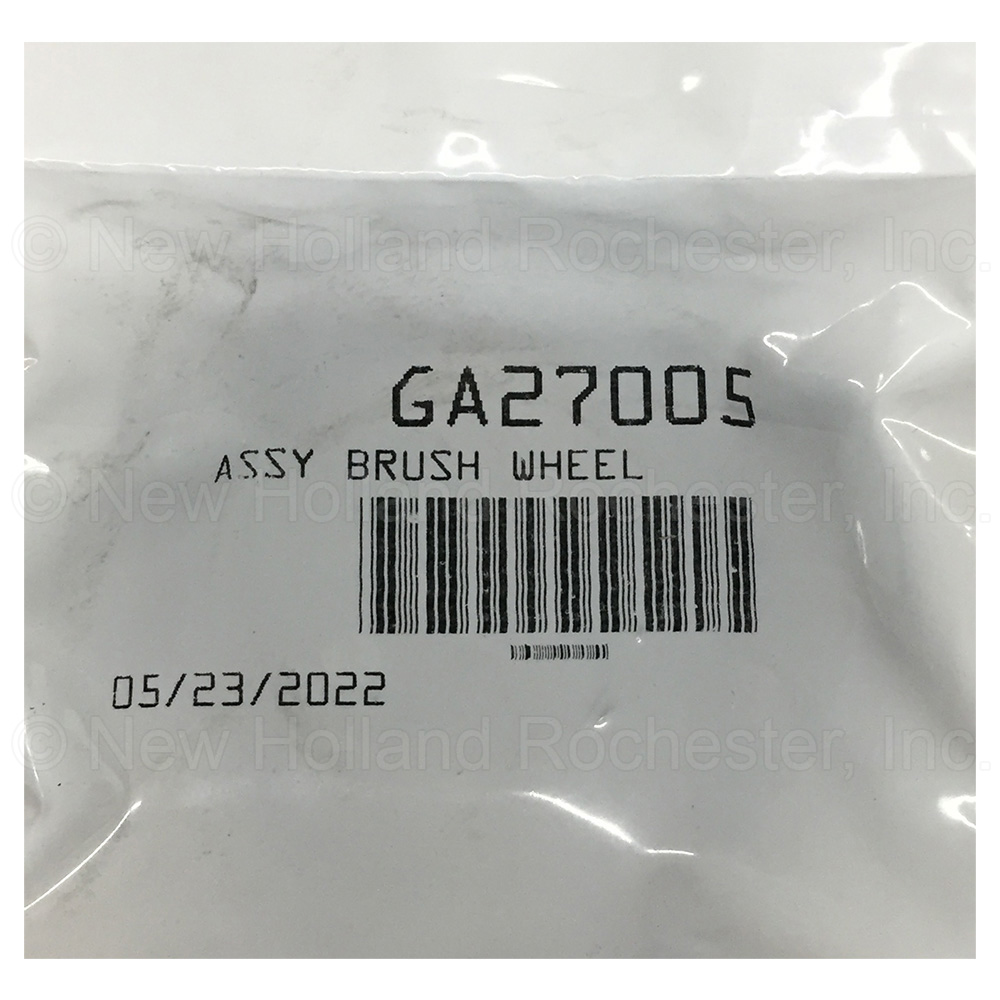 © New Holland Rochester, Inc.
GA27005
ASSY BRUSH WHEEL
© New Holland Rochester, Inc.
05/23/2022
© New Holland Rochester, Inc.